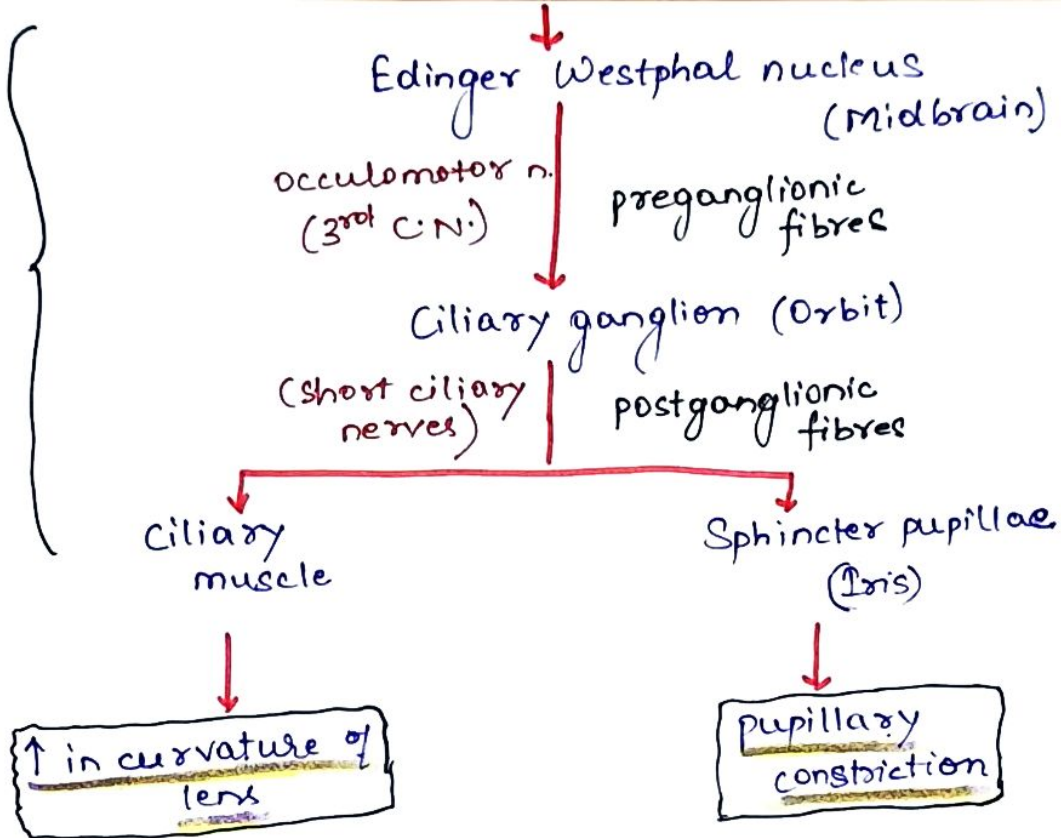 Edinger Westphal nucleus
(Midbrain)
occulomotor n.
(3rd C.N.)
preganglionic
fibres
Ciliary ganglion (Orbit)
(Short ciliary
nerves)
postganglionic
fibres
Ciliary
muscle
Sphincter pupillae
(Iris)
↑ in curvature of
lens
pupillary
constriction